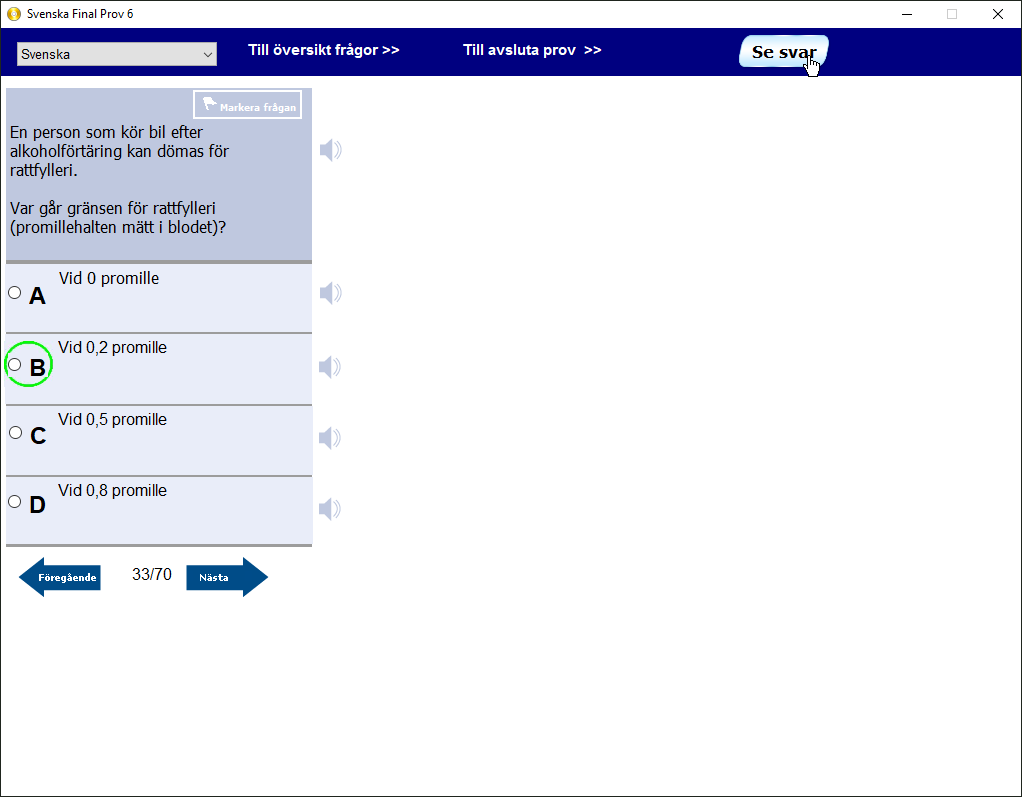 Svenska Final Prov 6
Svenska
Till översikt frågor >>
Till avsluta prov >>
Se svar
Markera frågan
En person som kör bil efter
alkoholförtäring kan dömas för
rattfylleri.
Var går gränsen för rattfylleri
(promillehalten mätt i blodet)?
A
Vid 0 promille
B
Vid 0,2 promille
C
Vid 0,5 promille
D
Vid 0,8 promille
Föregående
33/70
Nästa